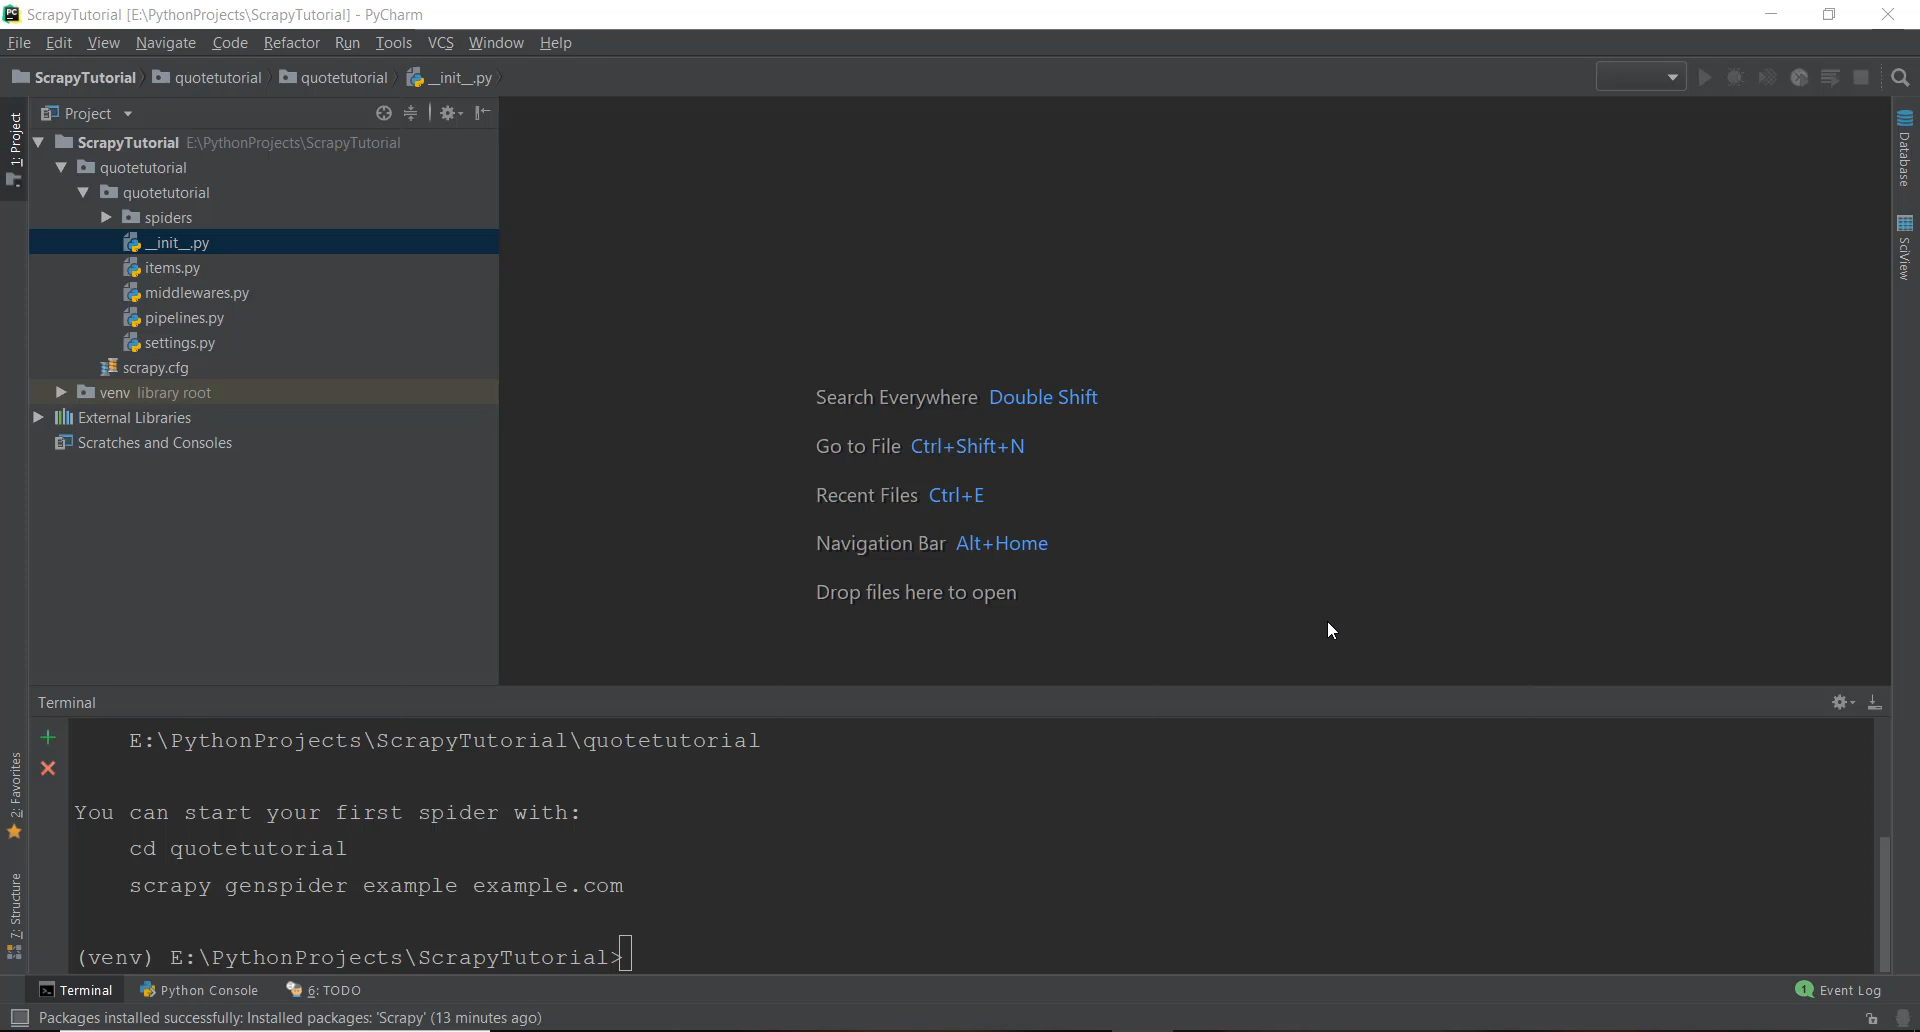 PC ScrapyTutorial [E:\PythonProjects\ScrapyTutorial] - PyCharm
File Edit View Navigate Code Refactor Run Tools VCS Window Help
ScrapyTutorial quotetutorial quotetutorial __init__.py
Project
1: Project
ScrapyTutorial E:\PythonProjects\ScrapyTutorial
quotetutorial
quotetutorial
spiders
__init__.py
items.py
middlewares.py
pipelines.py
settings.py
scrapy.cfg
venv library root
External Libraries
Scratches and Consoles
Search Everywhere Double Shift
Go to File Ctrl+Shift+N
Recent Files Ctrl+E
Navigation Bar Alt+Home
Drop files here to open
Database
SciView
Terminal
E:\PythonProjects\ScrapyTutorial\quotetutorial
You can start your first spider with:
cd quotetutorial
scrapy genspider example example.com
(venv) E:\PythonProjects\ScrapyTutorial>
2: Favorites
7: Structure
Terminal Python Console 6: TODO 1 Event Log
Packages installed successfully: Installed packages: 'Scrapy' (13 minutes ago)